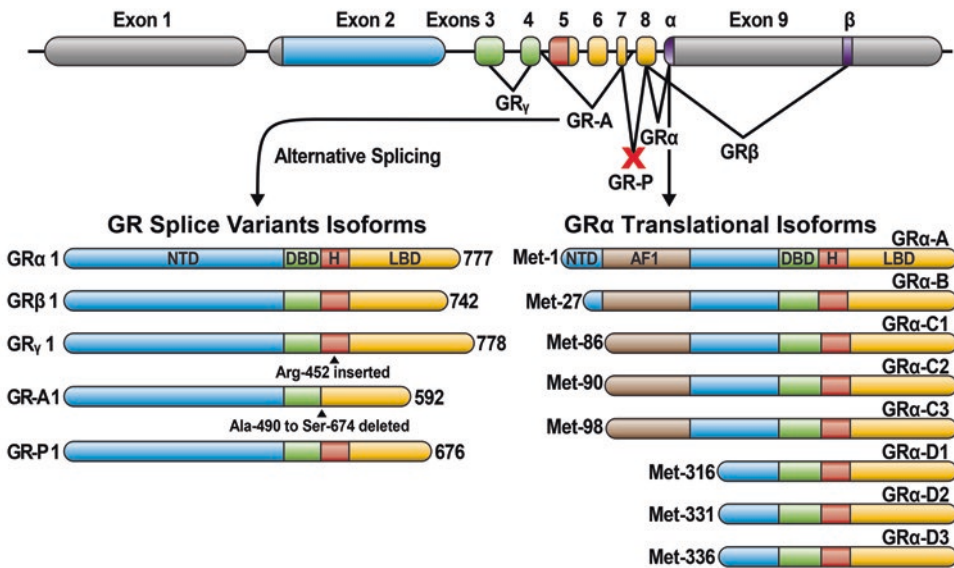 Exon 1
Exon 2
Exons 3
4
5
6
7
8
α
Exon 9
β
GRγ
GR-A
GRα
GRβ
GR-P
Alternative Splicing
GR Splice Variants Isoforms
GRα 1 NTD DBD H LBD 777
GRβ 1 742
GRγ 1 778
Arg-452 inserted
GR-A1 592
Ala-490 to Ser-674 deleted
GR-P1 676
GRα Translational Isoforms
GRα-A
Met-1 NTD AF1 DBD H LBD
GRα-B
Met-27
GRα-C1
Met-86
GRα-C2
Met-90
GRα-C3
Met-98
GRα-D1
Met-316
GRα-D2
Met-331
GRα-D3
Met-336